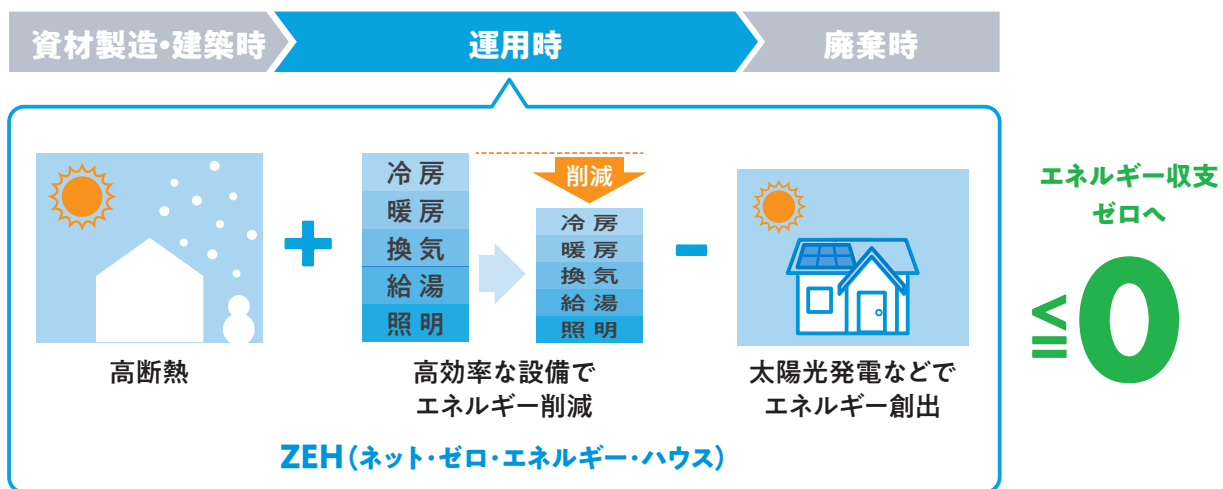 資材製造・建築時
運用時
廃棄時
冷房
暖房
換気
給湯
照明
削減
冷房
暖房
換気
給湯
照明
高断熱
高効率な設備で
エネルギー削減
太陽光発電などで
エネルギー創出
ZEH(ネット・ゼロ・エネルギー・ハウス)
エネルギー収支
ゼロへ
≦0